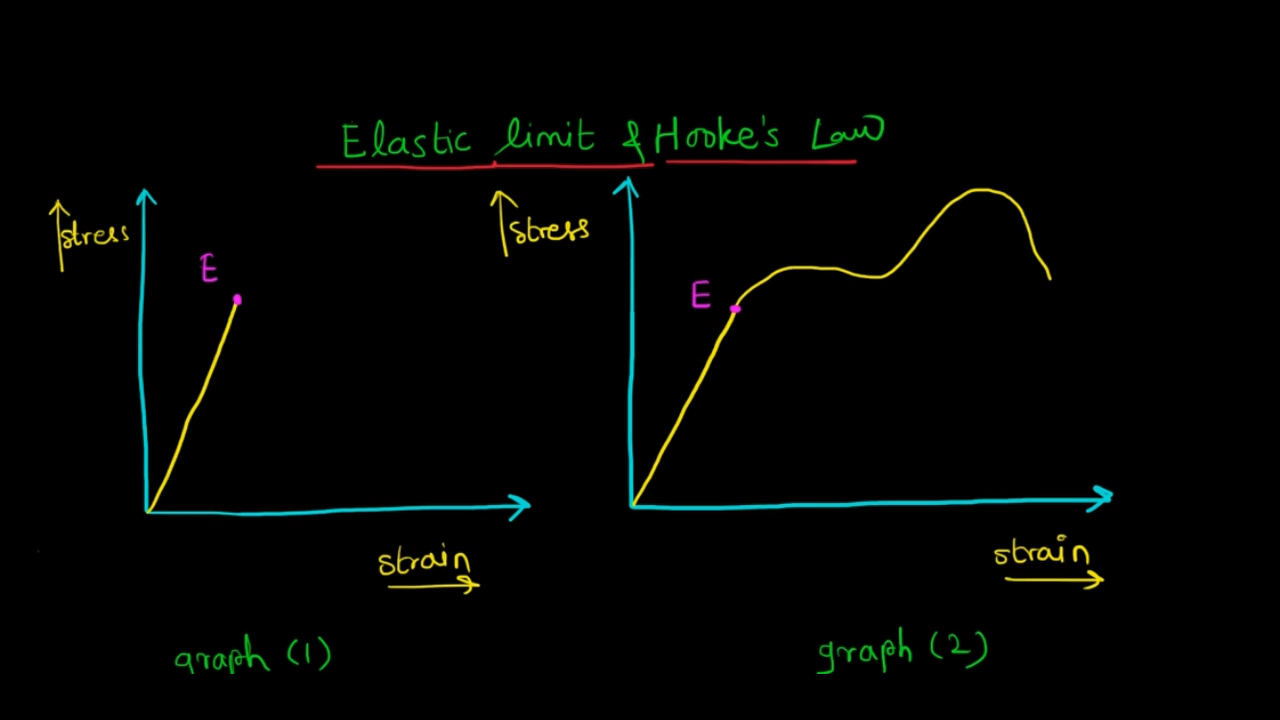 Elastic limit & Hooke's Law
stress
stress
E
E
strain
strain
graph (1)
graph (2)